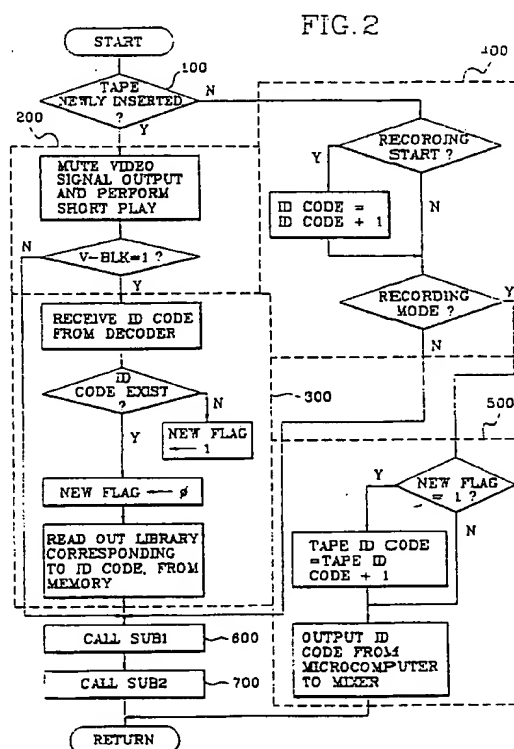 FIG. 2
START
100
TAPE
NEWLY INSERTED
?
N
Y
200
400
MUTE VIDEO
SIGNAL OUTPUT
AND PERFORM
SHORT PLAY
N
V-BLK=1 ?
Y
RECEIVE ID CODE
FROM DECODER
ID
CODE EXIST
?
N
Y
NEW FLAG
← 1
300
NEW FLAG ← ø
READ OUT LIBRARY
CORRESPONDING
TO ID CODE, FROM
MEMORY
CALL SUB1
600
CALL SUB2
700
RETURN
RECORDING
START ?
Y
N
ID CODE =
ID CODE + 1
RECORDING
MODE ?
Y
N
500
NEW FLAG
= 1 ?
Y
N
TAPE ID CODE
=TAPE ID
CODE + 1
OUTPUT ID
CODE FROM
MICROCOMPUTER
TO MIXER